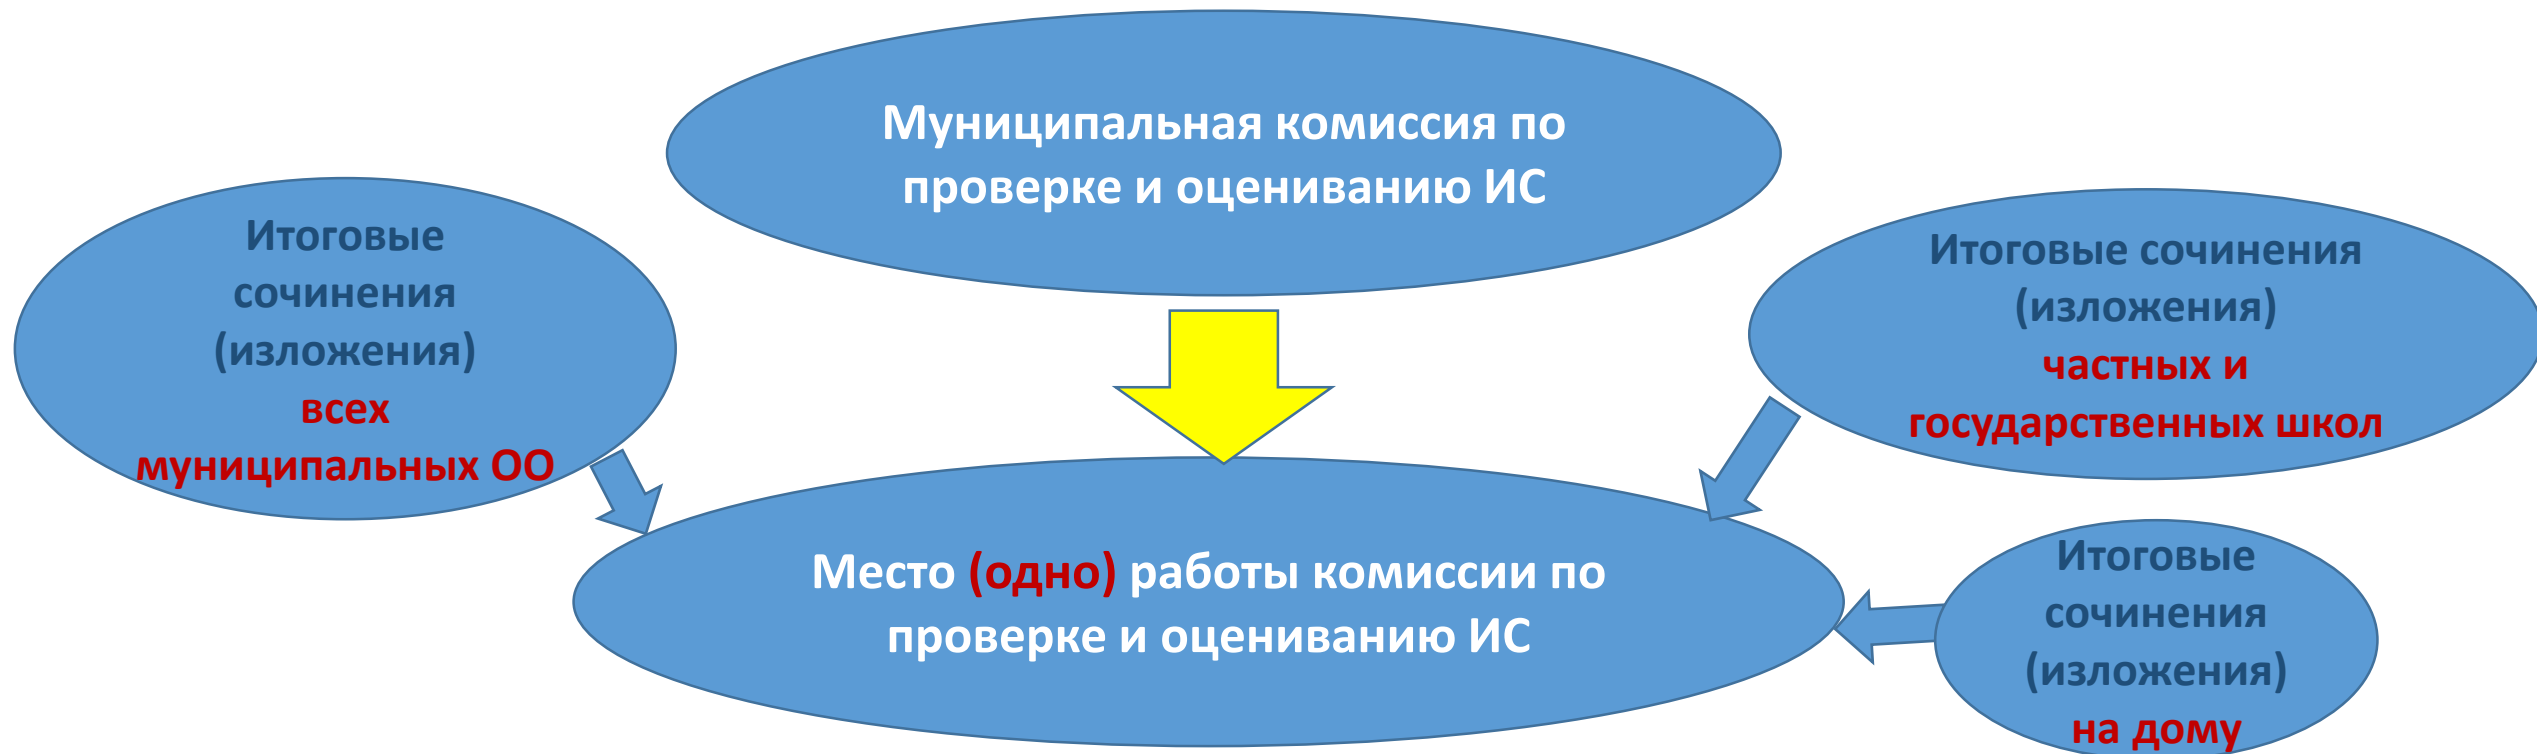 Муниципальная комиссия по
проверке и оцениванию ИС
Итоговые
сочинения
(изложения)
всех
муниципальных ОО
Итоговые сочинения
(изложения)
частных и
государственных школ
Место (одно) работы комиссии по
проверке и оцениванию ИС
Итоговые
сочинения
(изложения)
на дому